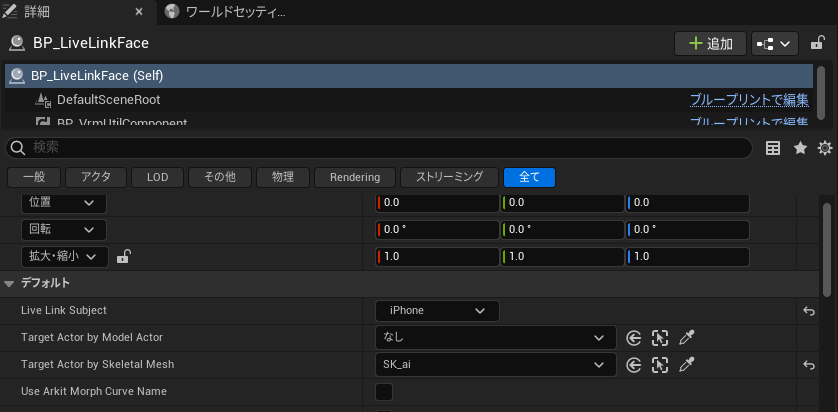 詳細 × ワールドセッティ...
BP_LiveLinkFace 追加
BP_LiveLinkFace (Self)
DefaultSceneRoot ブループリントで編集
BP_VrmUtilComponent ブループリントで編集
検索
一般 アクタ LOD その他 物理 Rendering ストリーミング 全て
位置 0.0 0.0 0.0
回転 0.0 ° 0.0 ° 0.0 °
拡大・縮小 1.0 1.0 1.0
デフォルト
Live Link Subject iPhone
Target Actor by Model Actor なし
Target Actor by Skeletal Mesh SK_ai
Use Arkit Morph Curve Name